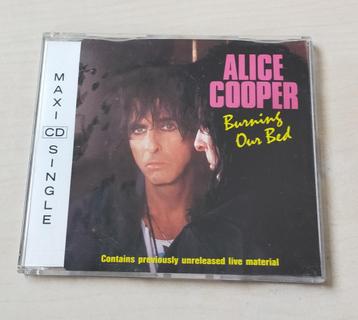 MAXI CD SINGLE
ALICE
COOPER
Burning
Our Bed
Contains previously unreleased live material